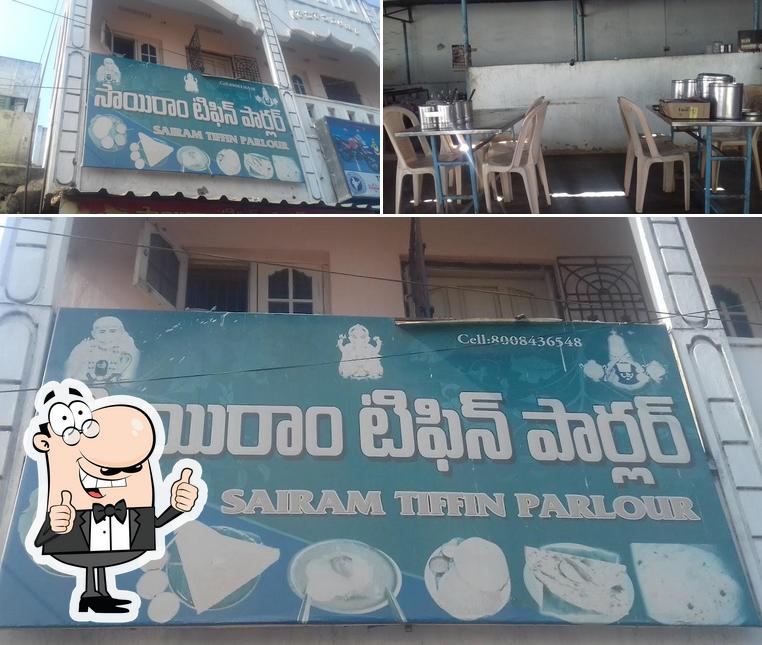 సాయిరాం టిఫిన్ పార్లర్
SAIRAM TIFFIN PARLOUR
Cell:8008436548
యిరాం టిఫిన్ పార్లర్
SAIRAM TIFFIN PARLOUR